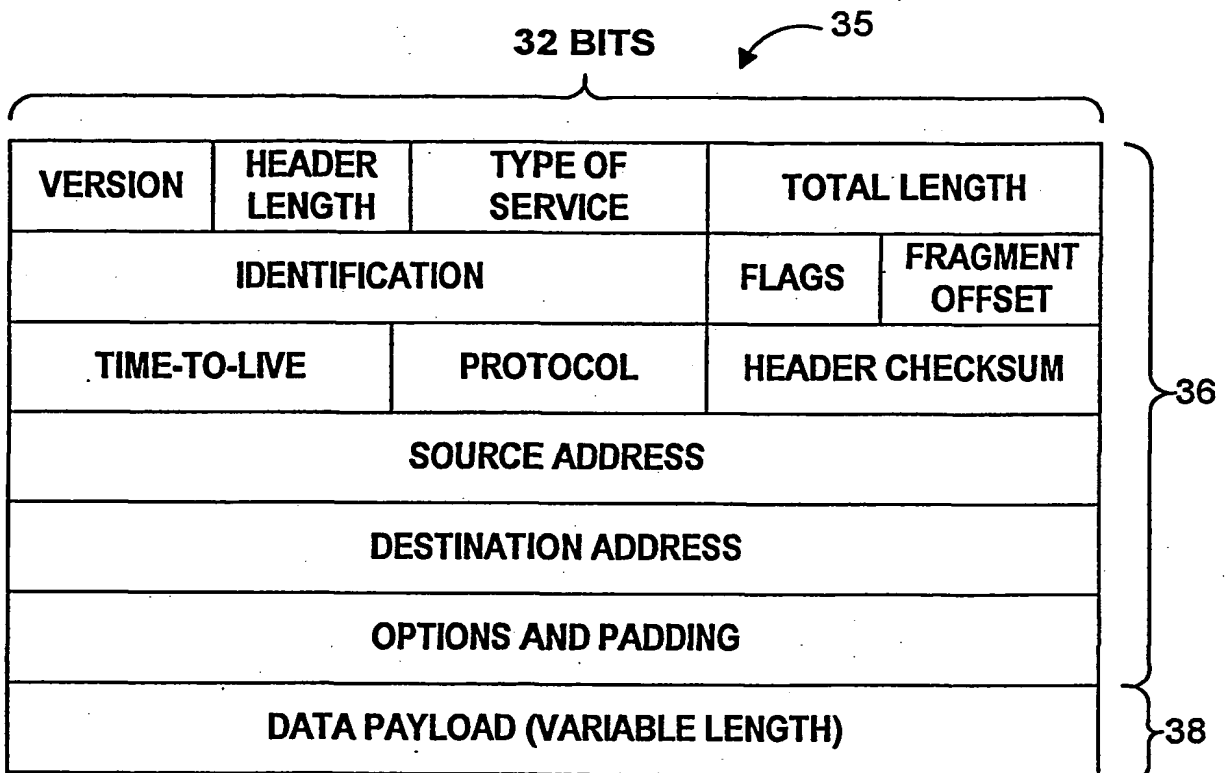 35
32 BITS
VERSION
HEADER
LENGTH
TYPE OF
SERVICE
TOTAL LENGTH
IDENTIFICATION
FLAGS
FRAGMENT
OFFSET
TIME-TO-LIVE
PROTOCOL
HEADER CHECKSUM
36
SOURCE ADDRESS
DESTINATION ADDRESS
OPTIONS AND PADDING
DATA PAYLOAD (VARIABLE LENGTH)
38